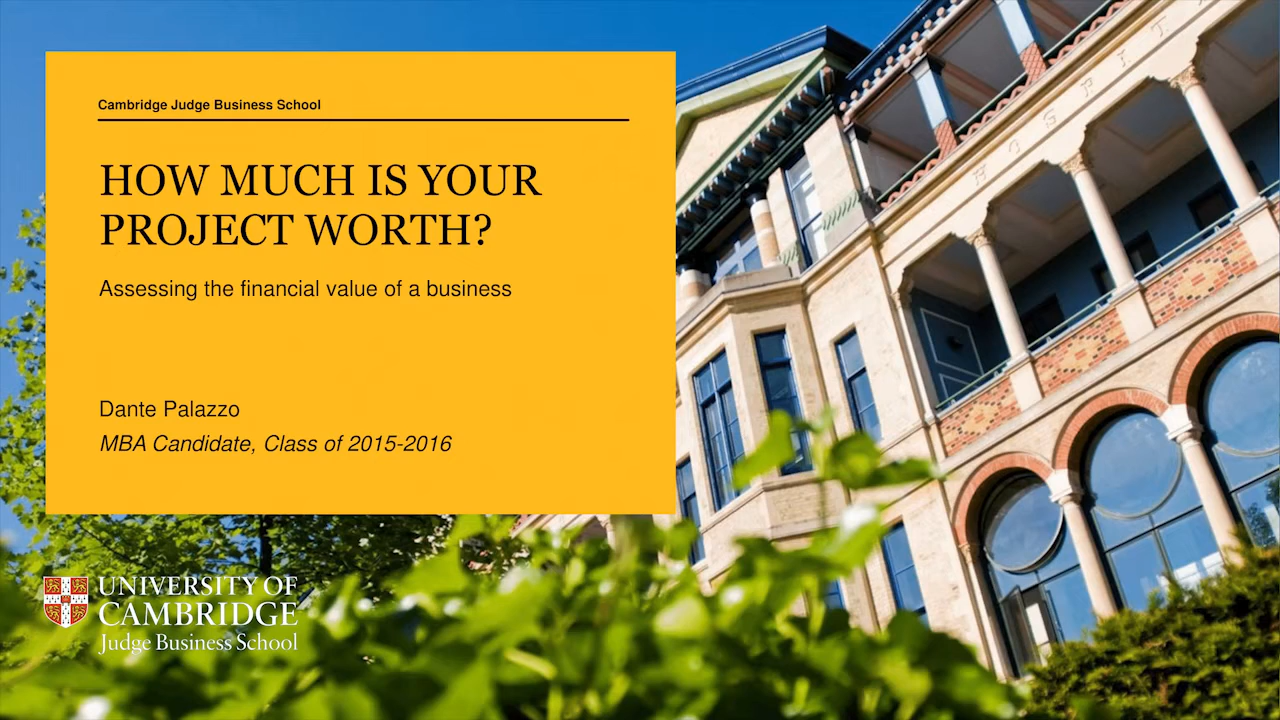 Cambridge Judge Business School
HOW MUCH IS YOUR
PROJECT WORTH?
Assessing the financial value of a business
Dante Palazzo
MBA Candidate, Class of 2015-2016
HOSPITA
UNIVERSITY OF
CAMBRIDGE
Judge Business School